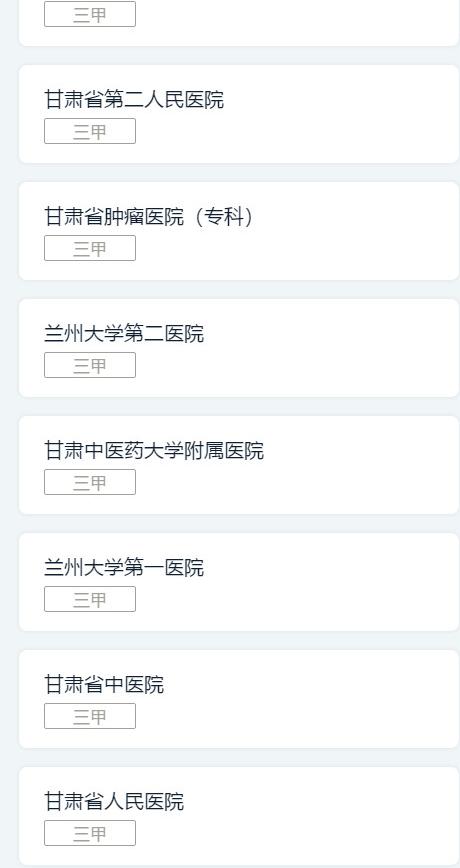 三甲
甘肃省第二人民医院
三甲
甘肃省肿瘤医院（专科）
三甲
兰州大学第二医院
三甲
甘肃中医药大学附属医院
三甲
兰州大学第一医院
三甲
甘肃省中医院
三甲
甘肃省人民医院
三甲